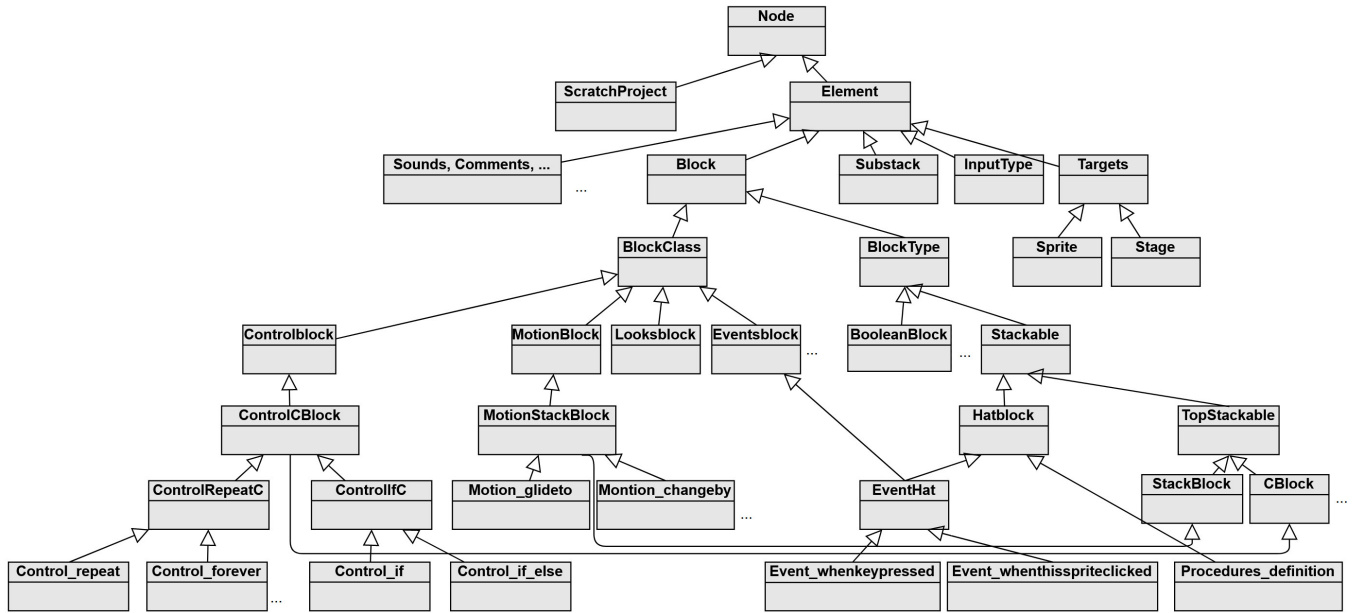 Node
ScratchProject
Element
Sounds, Comments, ...
...
Block
Substack
InputType
Targets
BlockClass
BlockType
Sprite
Stage
Controlblock
MotionBlock
Looksblock
Eventsblock
...
BooleanBlock
...
Stackable
ControlCBlock
MotionStackBlock
Hatblock
TopStackable
ControlRepeatC
ControlIfC
Motion_glideto
Montion_changeby
...
EventHat
StackBlock
CBlock
...
Control_repeat
Control_forever
...
Control_if
Control_if_else
Event_whenkeypressed
Event_whenthisspriteclicked
Procedures_definition